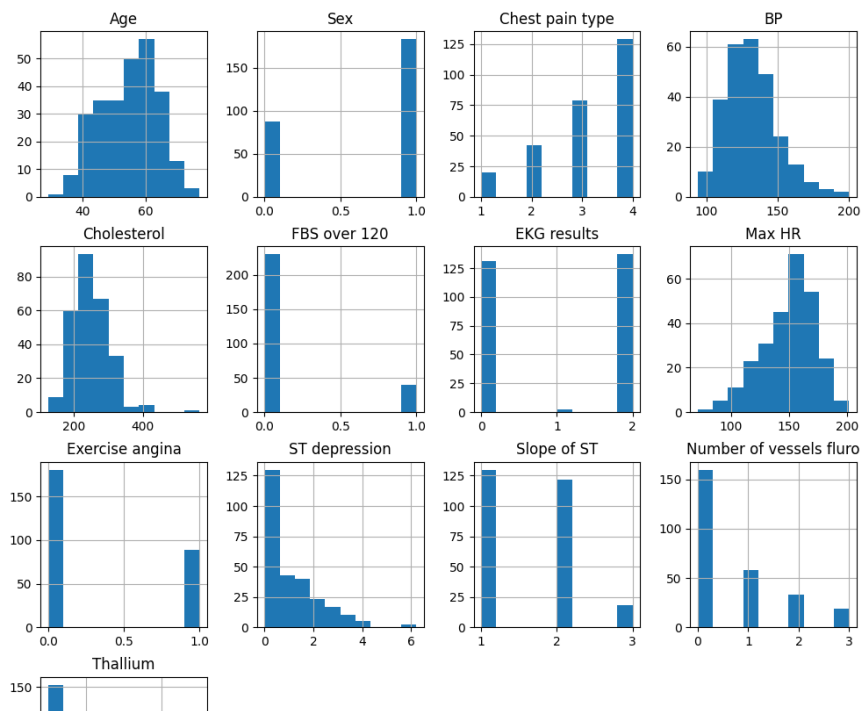 Age
Sex
Chest pain type
BP
50
40
30
20
10
0
40 60
150
100
50
0
0.0 0.5 1.0
125
100
75
50
25
0
1 2 3 4
60
40
20
0
100 150 200
Cholesterol
FBS over 120
EKG results
Max HR
80
60
40
20
0
200 400
200
150
100
50
0
0.0 0.5 1.0
125
100
75
50
25
0
0 1 2
60
40
20
0
100 150 200
Exercise angina
ST depression
Slope of ST
Number of vessels fluro
150
100
50
0
0.0 0.5 1.0
125
100
75
50
25
0
0 2 4 6
125
100
75
50
25
0
1 2 3
150
100
50
0
0 1 2 3
Thallium
150